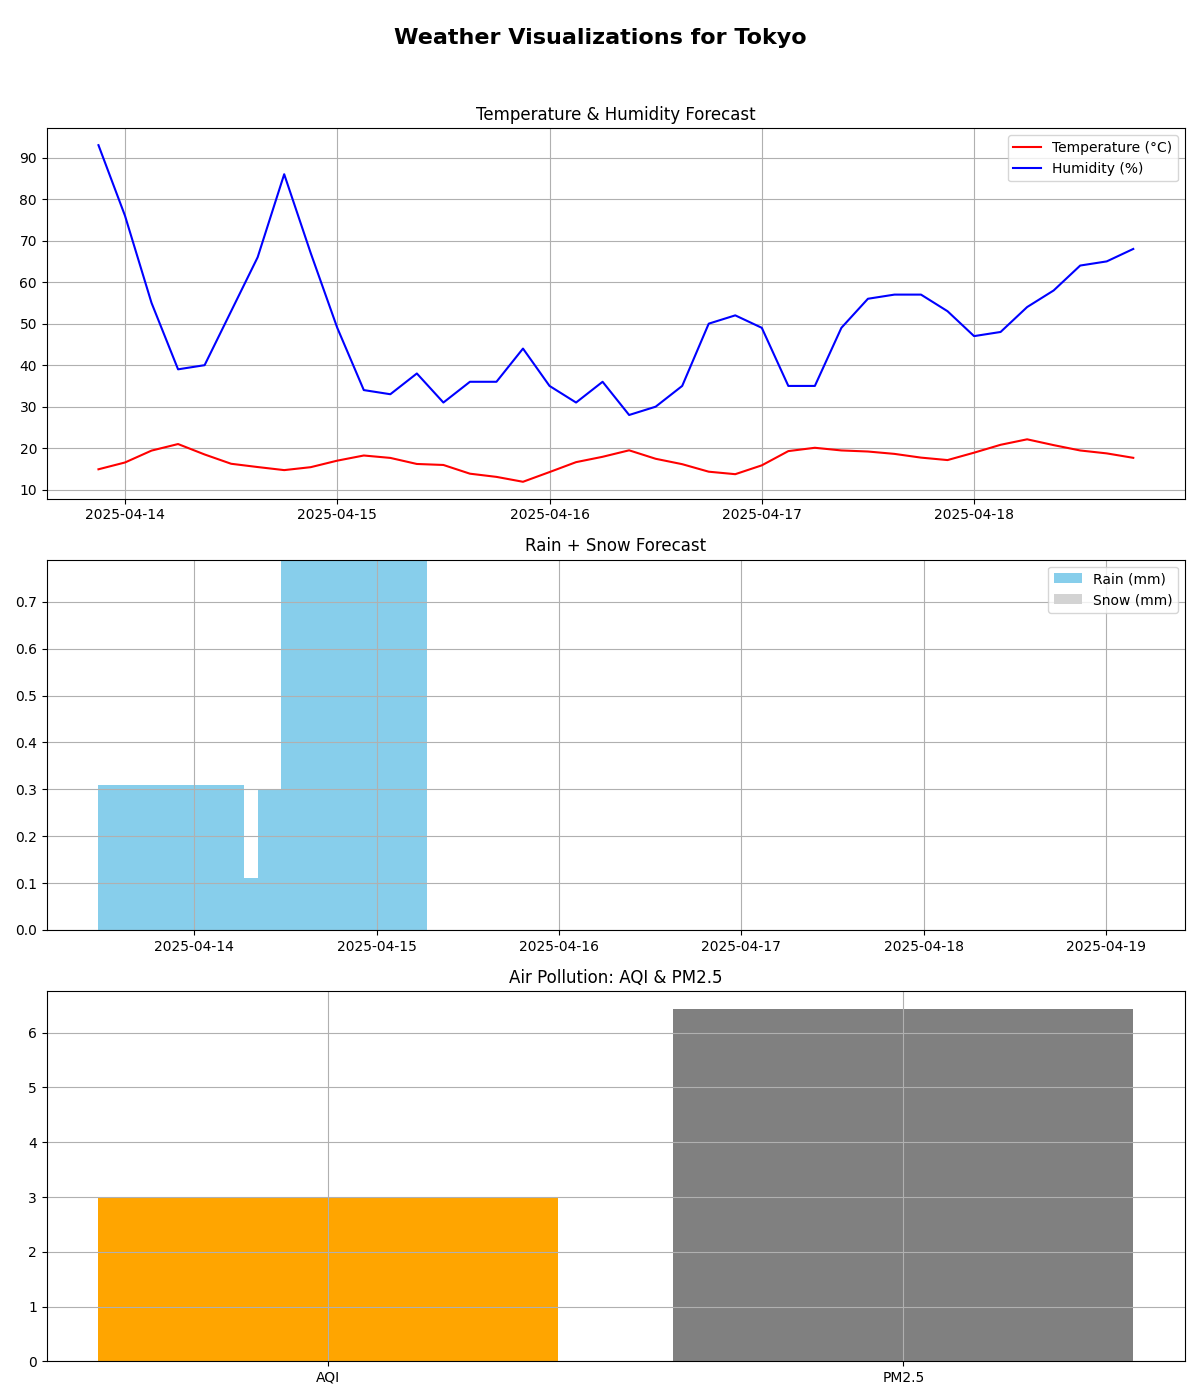 Weather Visualizations for Tokyo
Temperature & Humidity Forecast
Temperature (°C)
Humidity (%)
90
80
70
60
50
40
30
20
10
2025-04-14 2025-04-15 2025-04-16 2025-04-17 2025-04-18
Rain + Snow Forecast
Rain (mm)
Snow (mm)
0.7
0.6
0.5
0.4
0.3
0.2
0.1
0.0
2025-04-14 2025-04-15 2025-04-16 2025-04-17 2025-04-18 2025-04-19
Air Pollution: AQI & PM2.5
6
5
4
3
2
1
0
AQI PM2.5